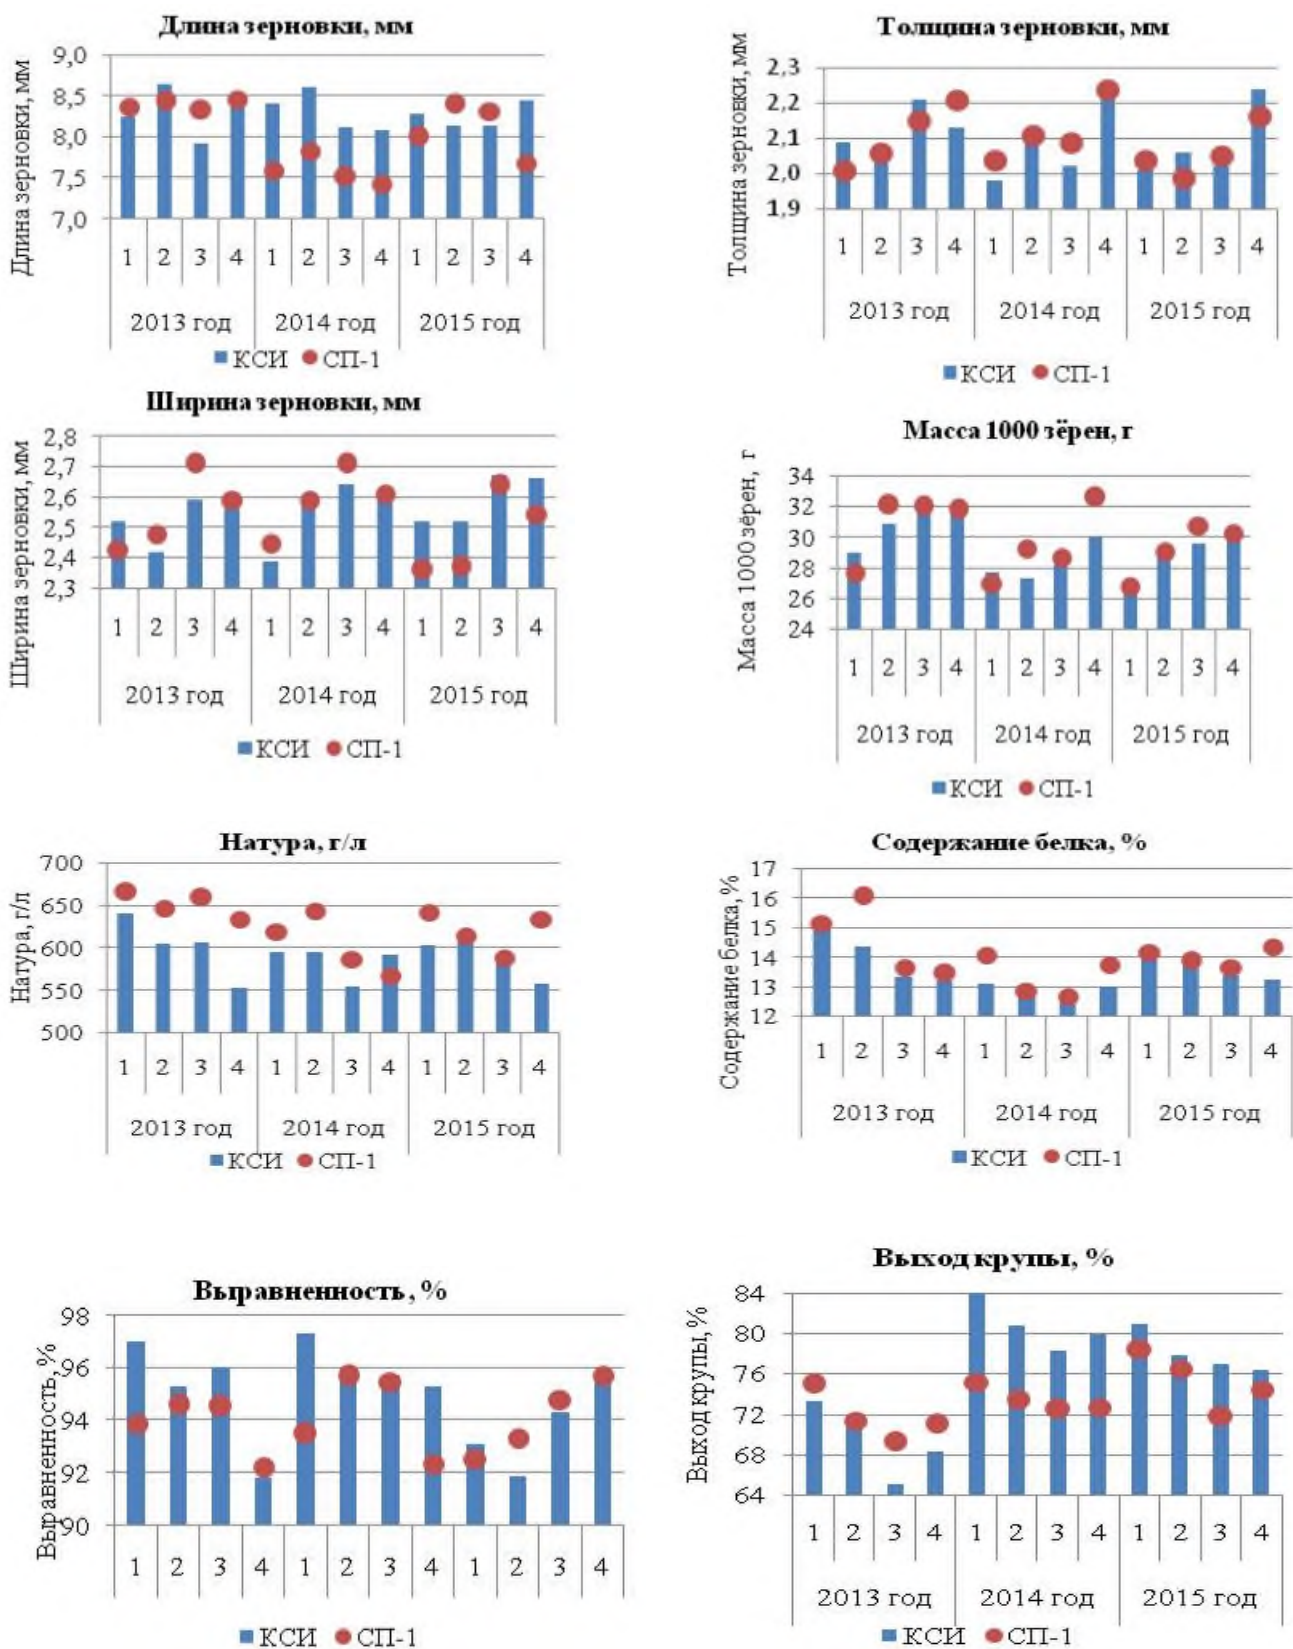 Длина зерновки, мм
Длина зерновки, мм
9,0
8,5
8,0
7,5
7,0
1 2 3 4 1 2 3 4 1 2 3 4
2013 год 2014 год 2015 год
КСИ СП-1
Толщина зерновки, мм
Толщина зерновки, мм
2,3
2,2
2,1
2,0
1,9
1 2 3 4 1 2 3 4 1 2 3 4
2013 год 2014 год 2015 год
КСИ СП-1
Ширина зерновки, мм
Ширина зерновки, мм
2,8
2,7
2,6
2,5
2,4
2,3
1 2 3 4 1 2 3 4 1 2 3 4
2013 год 2014 год 2015 год
КСИ СП-1
Масса 1000 зёрен, г
Масса 1000 зёрен, г
34
32
30
28
26
24
1 2 3 4 1 2 3 4 1 2 3 4
2013 год 2014 год 2015 год
КСИ СП-1
Натура, г/л
Натура, г/л
700
650
600
550
500
1 2 3 4 1 2 3 4 1 2 3 4
2013 год 2014 год 2015 год
КСИ СП-1
Содержание белка, %
Содержание белка, %
17
16
15
14
13
12
1 2 3 4 1 2 3 4 1 2 3 4
2013 год 2014 год 2015 год
КСИ СП-1
Выравненность, %
Выравненность, %
98
96
94
92
90
1 2 3 4 1 2 3 4 1 2 3 4
КСИ СП-1
Выход крупы, %
Выход крупы, %
84
80
76
72
68
64
1 2 3 4 1 2 3 4 1 2 3 4
2013 год 2014 год 2015 год
КСИ СП-1